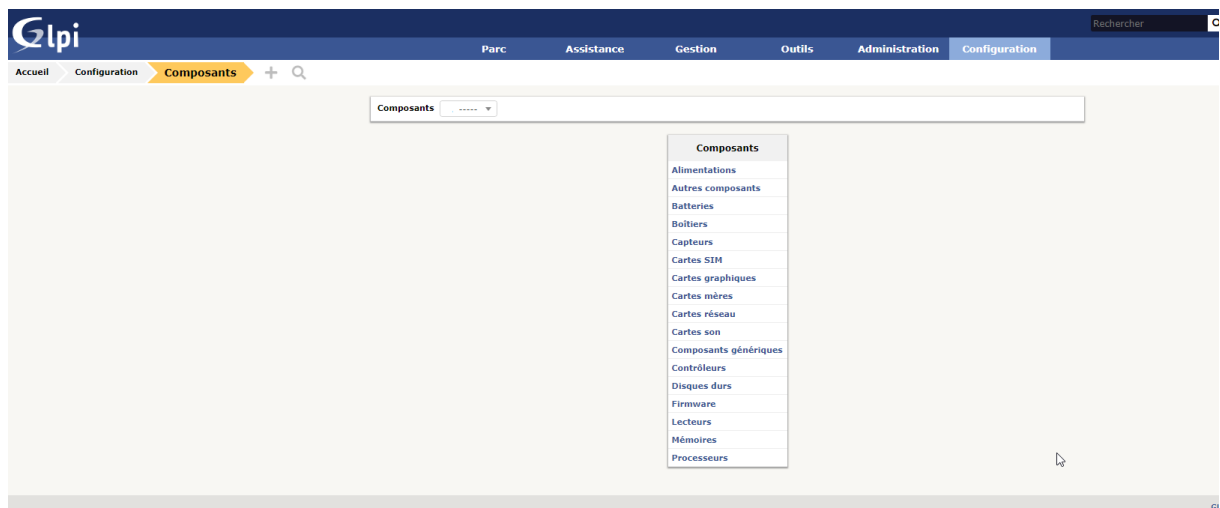 Glpi
Rechercher
Parc Assistance Gestion Outils Administration Configuration
Accueil Configuration Composants
Composants -----
Composants
Alimentations
Autres composants
Batteries
Boîtiers
Capteurs
Cartes SIM
Cartes graphiques
Cartes mères
Cartes réseau
Cartes son
Composants génériques
Contrôleurs
Disques durs
Firmware
Lecteurs
Mémoires
Processeurs